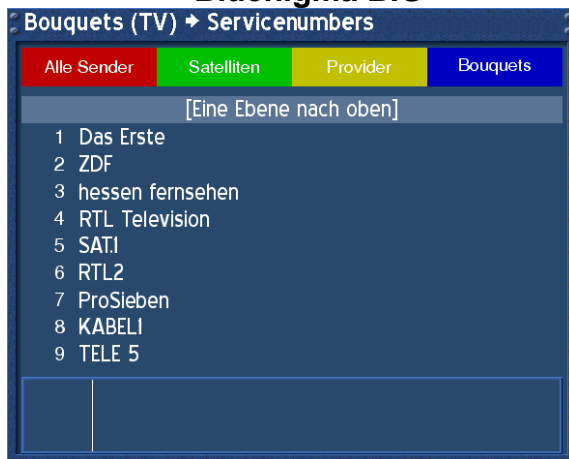 Bouquets (TV) ➔ Servicenumbers
Alle Sender Satelliten Provider Bouquets
[Eine Ebene nach oben]
1 Das Erste
2 ZDF
3 hessen fernsehen
4 RTL Television
5 SAT.1
6 RTL2
7 ProSieben
8 KABEL1
9 TELE 5